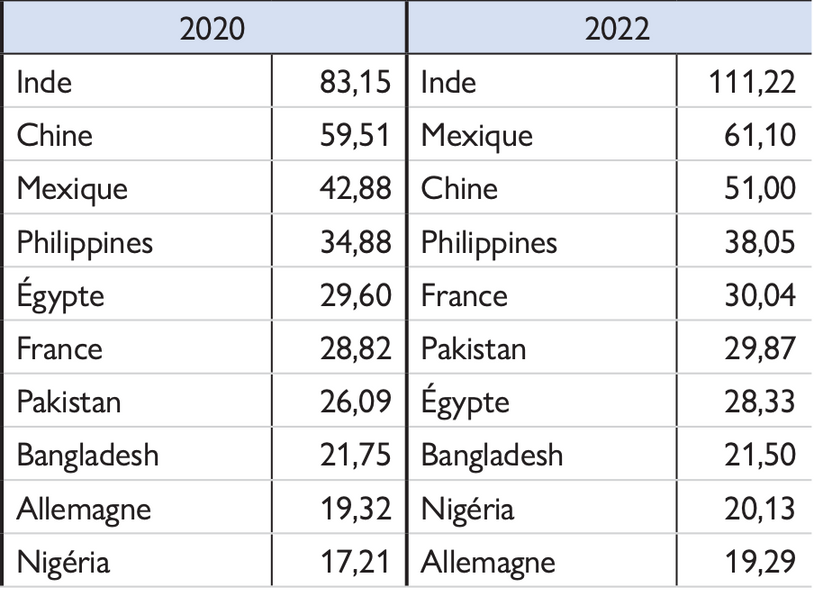 2020 2022
Inde 83,15 Inde 111,22
Chine 59,51 Mexique 61,10
Mexique 42,88 Chine 51,00
Philippines 34,88 Philippines 38,05
Égypte 29,60 France 30,04
France 28,82 Pakistan 29,87
Pakistan 26,09 Égypte 28,33
Bangladesh 21,75 Bangladesh 21,50
Allemagne 19,32 Nigéria 20,13
Nigéria 17,21 Allemagne 19,29